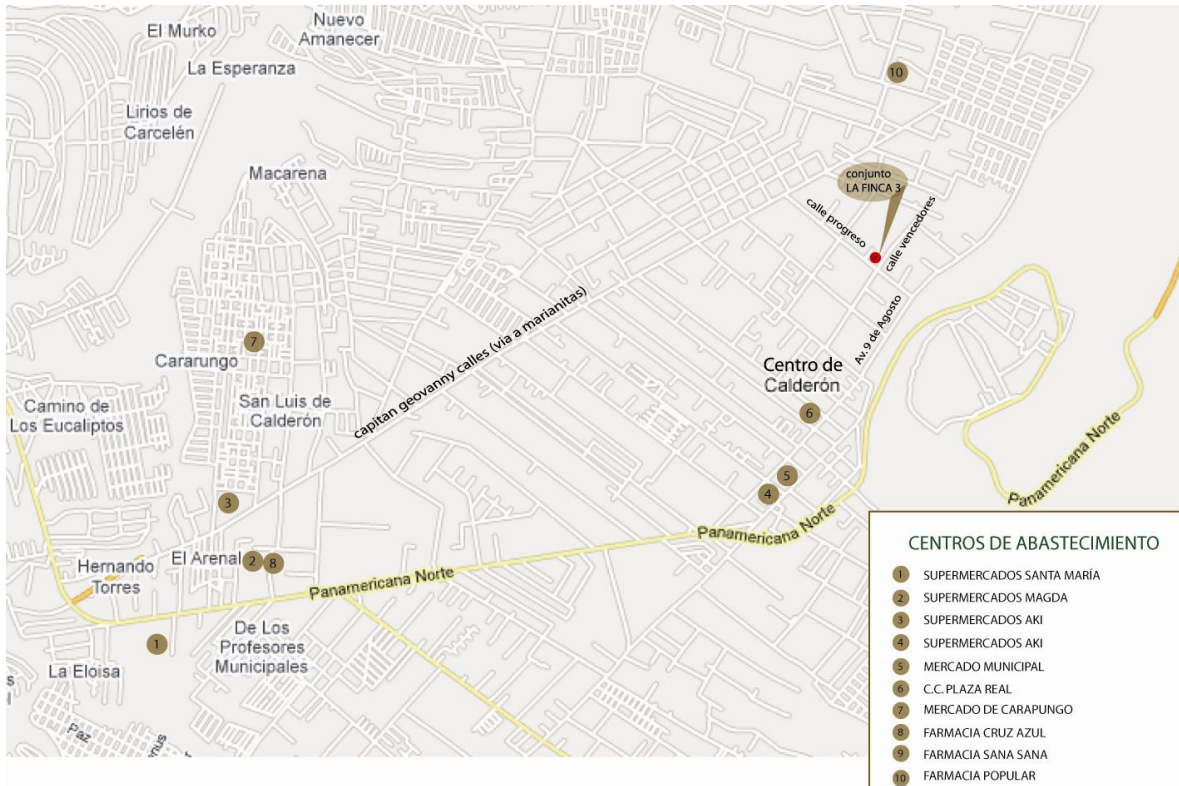 El Murko
Nuevo
Amanecer
La Esperanza
10
Lirios de
Carcelén
Macarena
conjunto
LA FINCA 3
calle progreso
calle vencedores
capitan geovanny calles (via a marianitas)
Av. 9 de Agosto
7
Cararungo
Centro de
Calderón
San Luis de
Calderón
Camino de
Los Eucaliptos
6
5
4
3
Panamericana Norte
Panamericana Norte
El Arenal
2
8
Hernando
Torres
Panamericana Norte
1
De Los
Profesores
Municipales
La Eloisa
Paz
CENTROS DE ABASTECIMIENTO
1 SUPERMERCADOS SANTA MARÍA
2 SUPERMERCADOS MAGDA
3 SUPERMERCADOS AKI
4 SUPERMERCADOS AKI
5 MERCADO MUNICIPAL
6 C.C. PLAZA REAL
7 MERCADO DE CARAPUNGO
8 FARMACIA CRUZ AZUL
9 FARMACIA SANA SANA
10 FARMACIA POPULAR